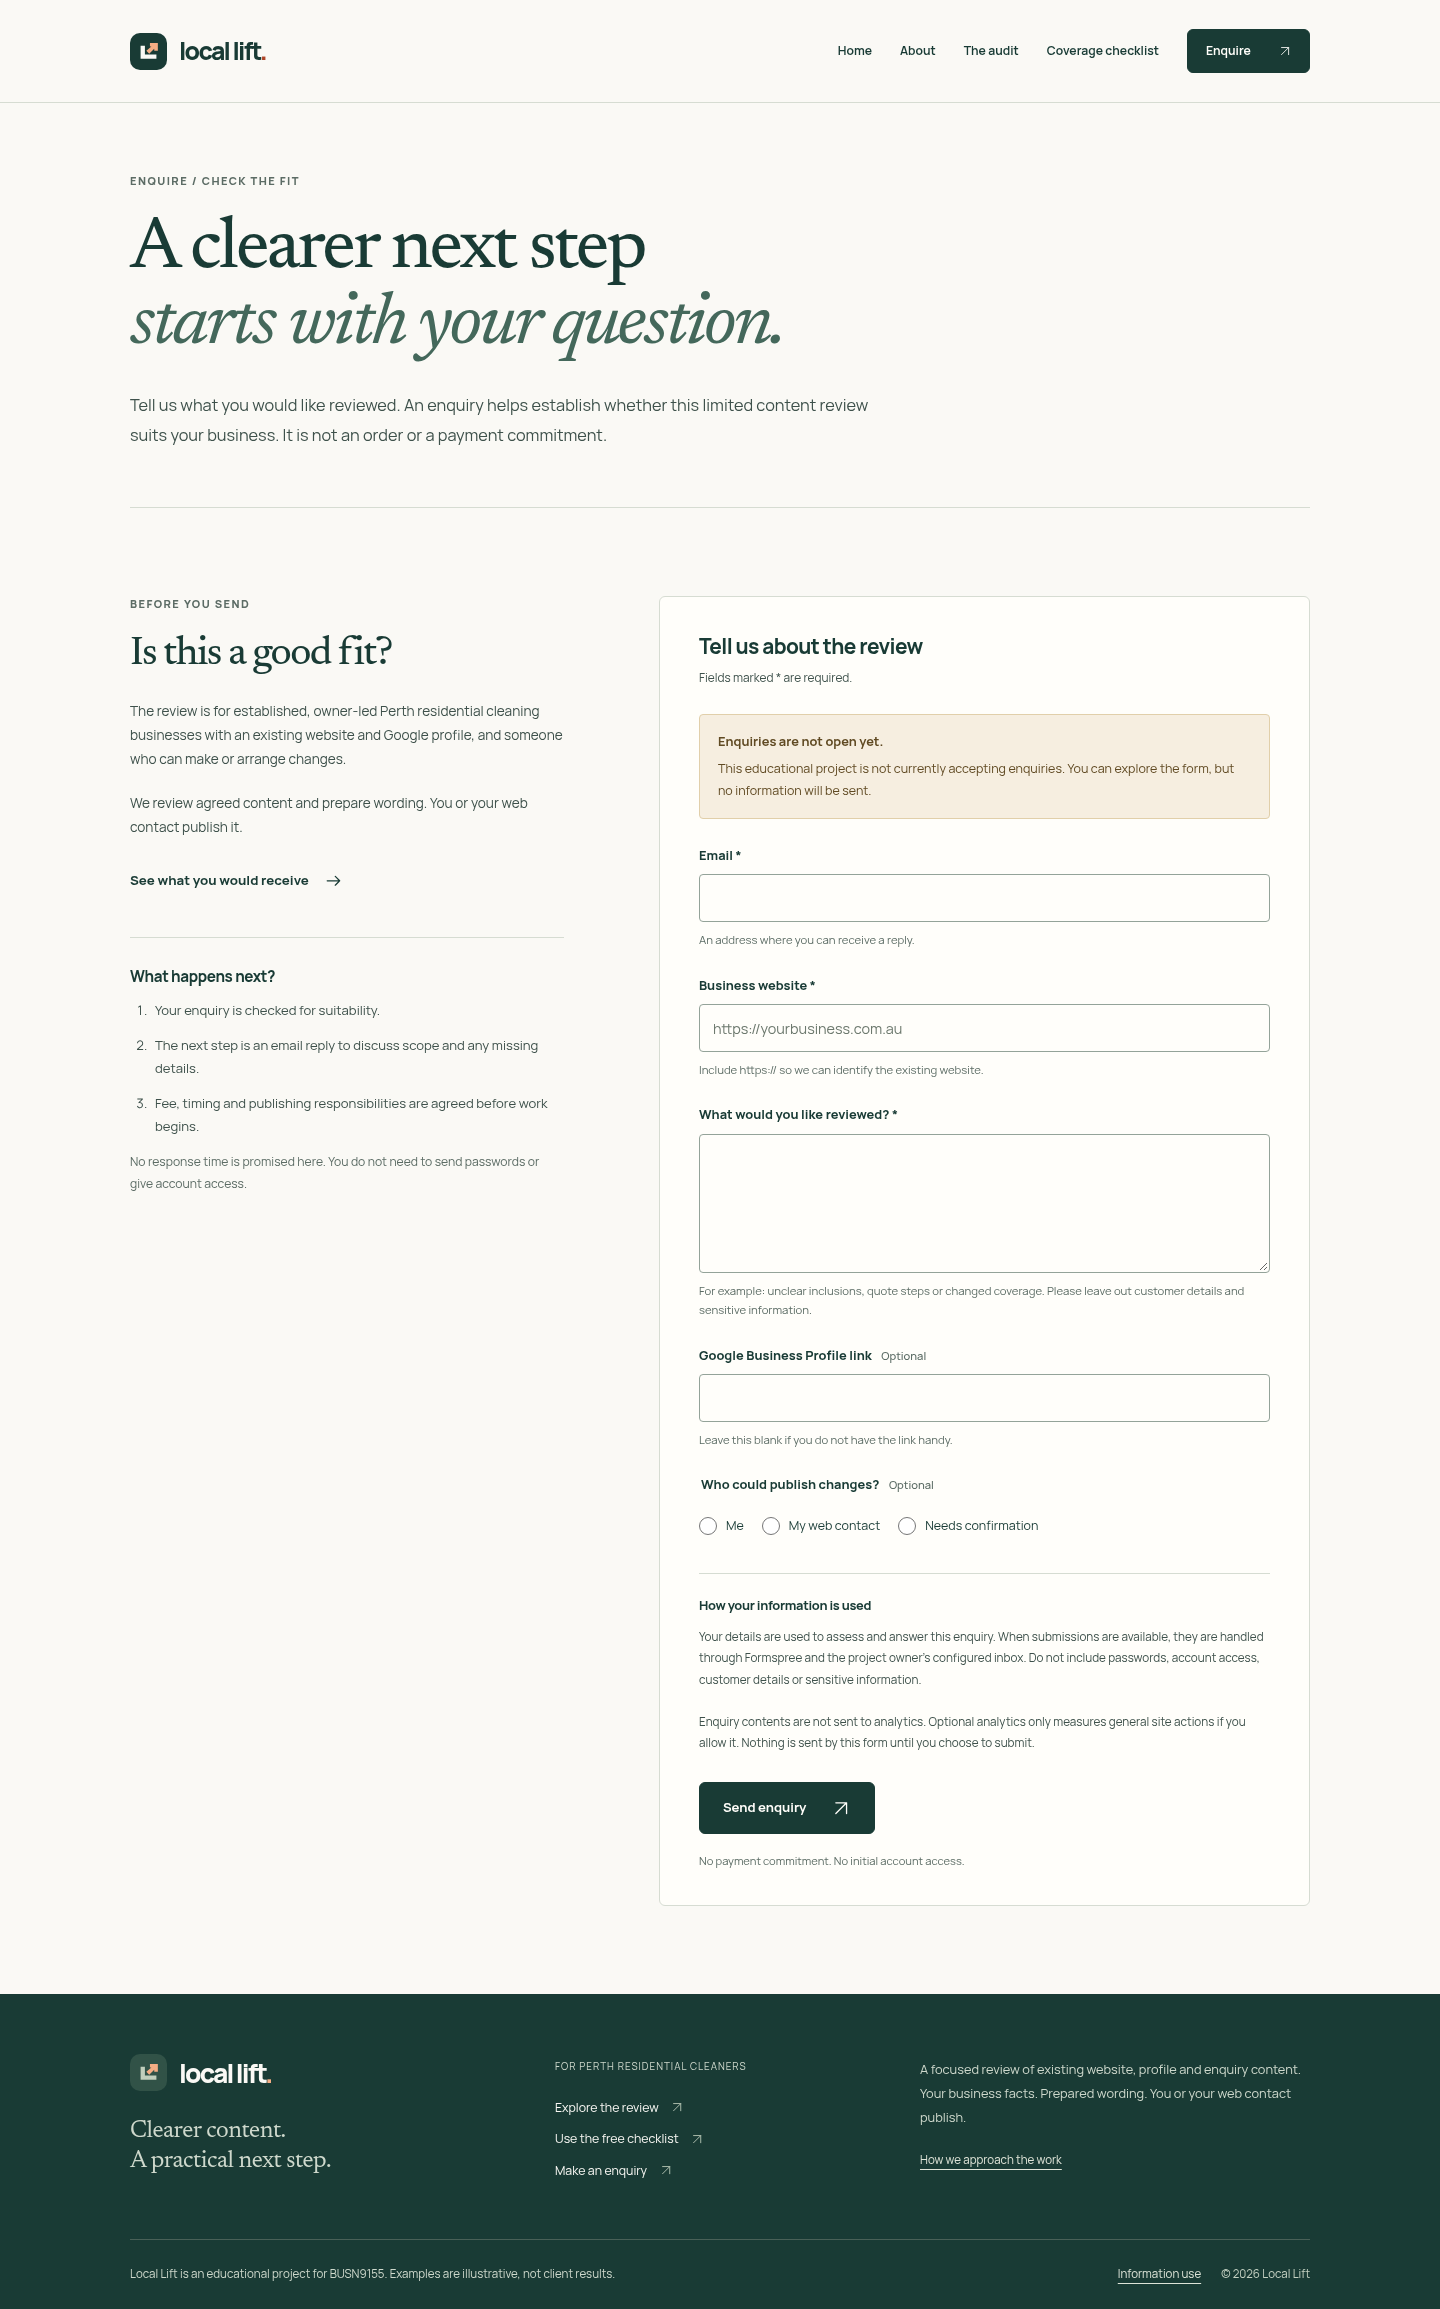 local lift.
Home
About
The audit
Coverage checklist
Enquire
ENQUIRE / CHECK THE FIT
A clearer next step
starts with your question.
Tell us what you would like reviewed. An enquiry helps establish whether this limited content review
suits your business. It is not an order or a payment commitment.
BEFORE YOU SEND
Is this a good fit?
The review is for established, owner-led Perth residential cleaning
businesses with an existing website and Google profile, and someone
who can make or arrange changes.
We review agreed content and prepare wording. You or your web
contact publish it.
See what you would receive
What happens next?
1. Your enquiry is checked for suitability.
2. The next step is an email reply to discuss scope and any missing
details.
3. Fee, timing and publishing responsibilities are agreed before work
begins.
No response time is promised here. You do not need to send passwords or
give account access.
Tell us about the review
Fields marked * are required.
Enquiries are not open yet.
This educational project is not currently accepting enquiries. You can explore the form, but
no information will be sent.
Email *
An address where you can receive a reply.
Business website *
https://yourbusiness.com.au
Include https:// so we can identify the existing website.
What would you like reviewed? *
For example: unclear inclusions, quote steps or changed coverage. Please leave out customer details and
sensitive information.
Google Business Profile link Optional
Leave this blank if you do not have the link handy.
Who could publish changes? Optional
Me
My web contact
Needs confirmation
How your information is used
Your details are used to assess and answer this enquiry. When submissions are available, they are handled
through Formspree and the project owner's configured inbox. Do not include passwords, account access,
customer details or sensitive information.
Enquiry contents are not sent to analytics. Optional analytics only measures general site actions if you
allow it. Nothing is sent by this form until you choose to submit.
Send enquiry
No payment commitment. No initial account access.
local lift.
Clearer content.
A practical next step.
FOR PERTH RESIDENTIAL CLEANERS
Explore the review
Use the free checklist
Make an enquiry
A focused review of existing website, profile and enquiry content.
Your business facts. Prepared wording. You or your web contact
publish.
How we approach the work
Local Lift is an educational project for BUSN9155. Examples are illustrative, not client results.
Information use
© 2026 Local Lift